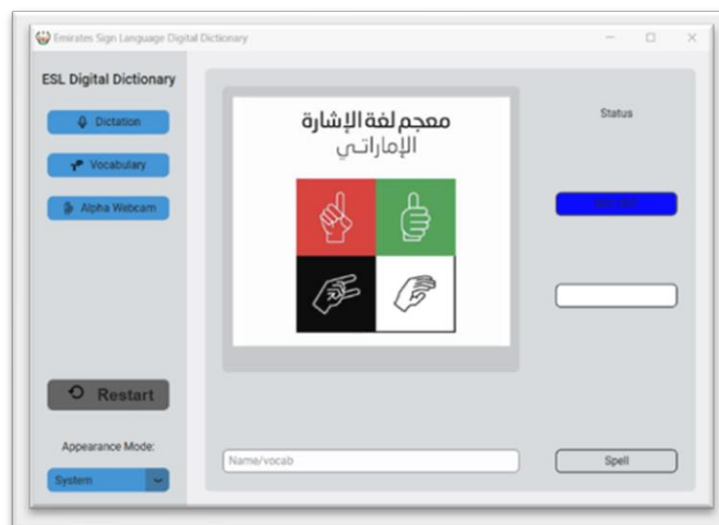 Emirates Sign Language Digital Dictionary
ESL Digital Dictionary
Dictation
Vocabulary
Alpha Webcam
Restart
Appearance Mode:
System
معجم لغة الإشارة
الإماراتي
Status
Name/vocab
Spell